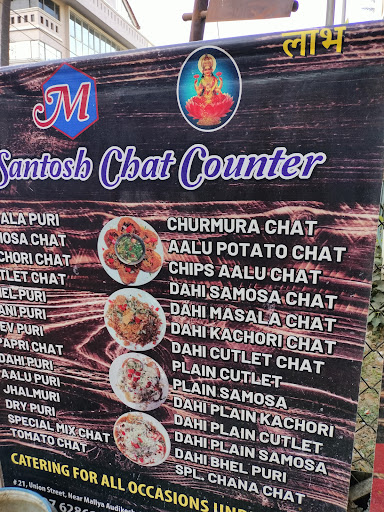 लाभ
M
Santosh Chat Counter
ALA PURI
MOSA CHAT
CHORI CHAT
TLET CHAT
HEL PURI
ANI PURI
EV PURI
PAPRI CHAT
DAHI PURI
AALU PURI
JHALMURI
DRY PURI
SPECIAL MIX CHAT
TOMATO CHAT
CHURMURA CHAT
AALU POTATO CHAT
CHIPS AALU CHAT
DAHI SAMOSA CHAT
DAHI MASALA CHAT
DAHI KACHORI CHAT
DAHI CUTLET CHAT
PLAIN CUTLET
PLAIN SAMOSA
DAHI PLAIN KACHORI
DAHI PLAIN CUTLET
DAHI PLAIN SAMOSA
DAHI BHEL PURI
SPL. CHANA CHAT
CATERING FOR ALL OCCASIONS UND
# 21, Union Street, Near Mallya